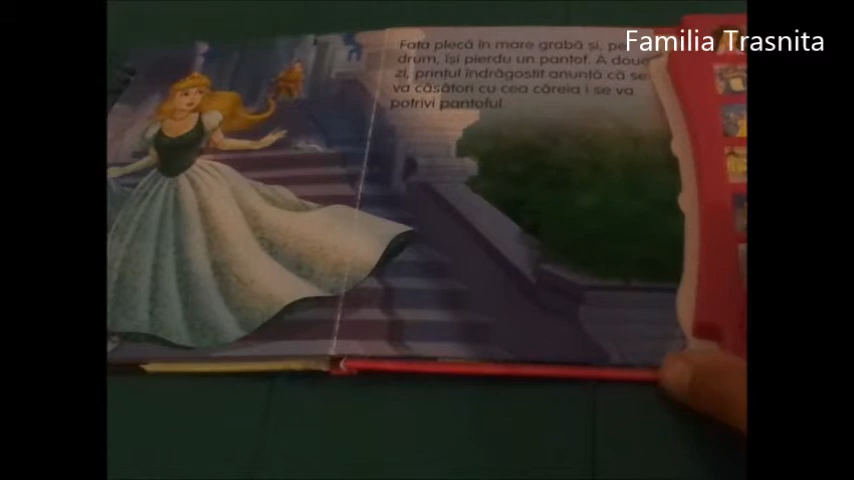 Familia Trasnita
Fata plecă în mare grabă și, pe
drum, își pierdu un pantof. A doua
zi, prințul îndrăgostit anunță că se
va căsători cu cea căreia i se va
potrivi pantoful.